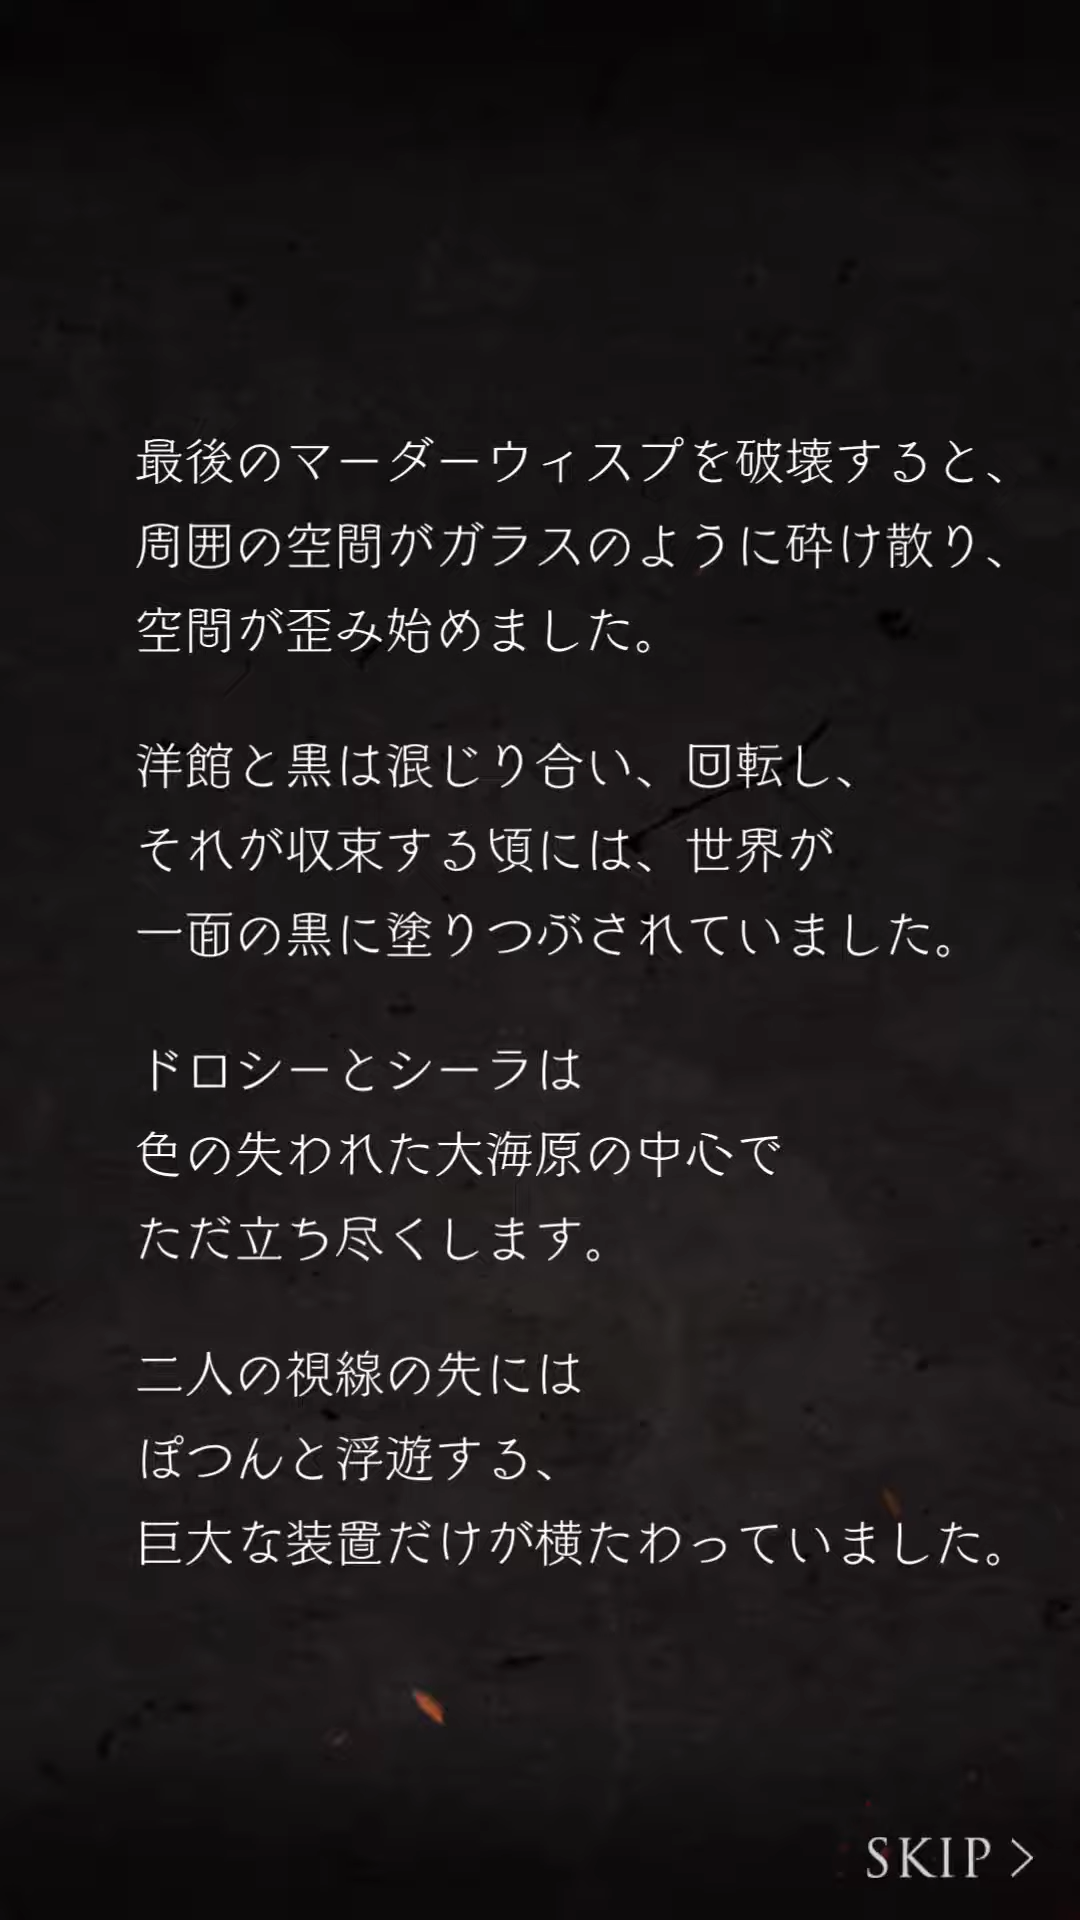 最後のマーダーウィスプを破壊すると、
周囲の空間がガラスのように砕け散り、
空間が歪み始めました。
洋館と黒は混じり合い、回転し、
それが収束する頃には、世界が
一面の黒に塗りつぶされていました。
ドロシーとシーラは
色の失われた大海原の中心で
ただ立ち尽くします。
二人の視線の先には
ぽつんと浮遊する、
巨大な装置だけが横たわっていました。
SKIP >